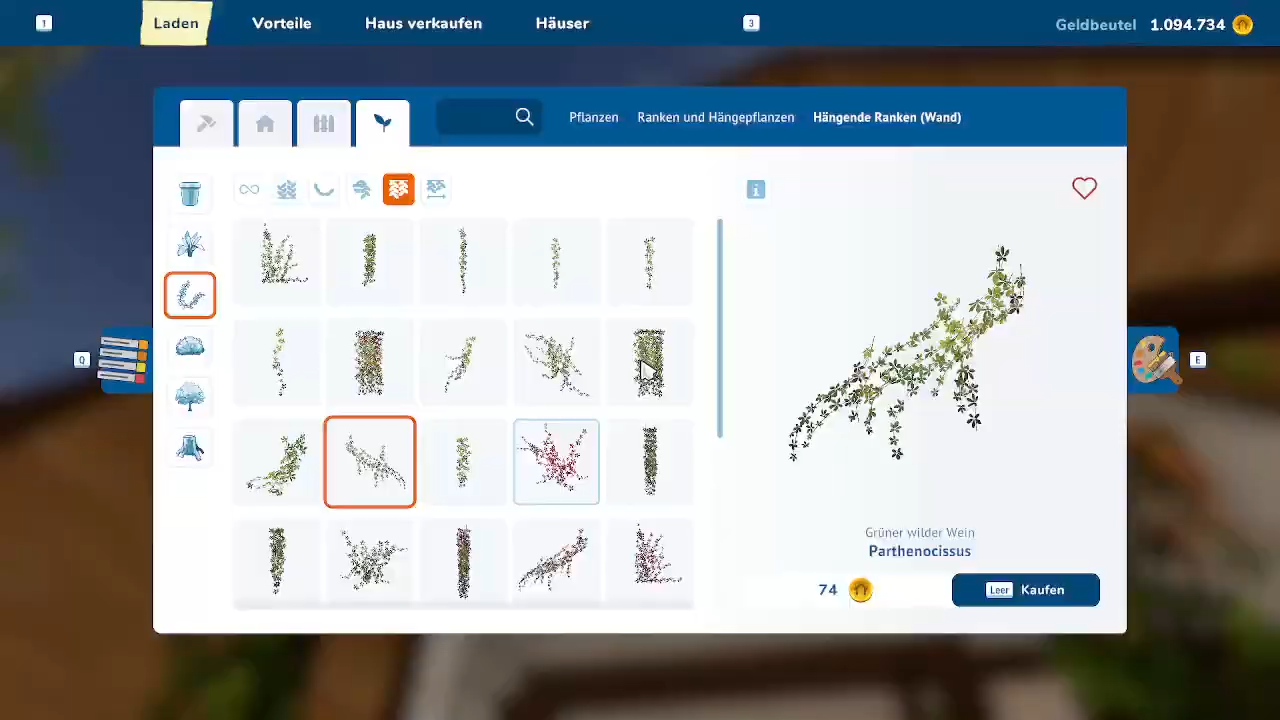 1
Laden
Vorteile
Haus verkaufen
Häuser
3
Geldbeutel 1.094.734
Pflanzen
Ranken und Hängepflanzen
Hängende Ranken (Wand)
i
Q
E
Grüner wilder Wein
Parthenocissus
74
Leer Kaufen